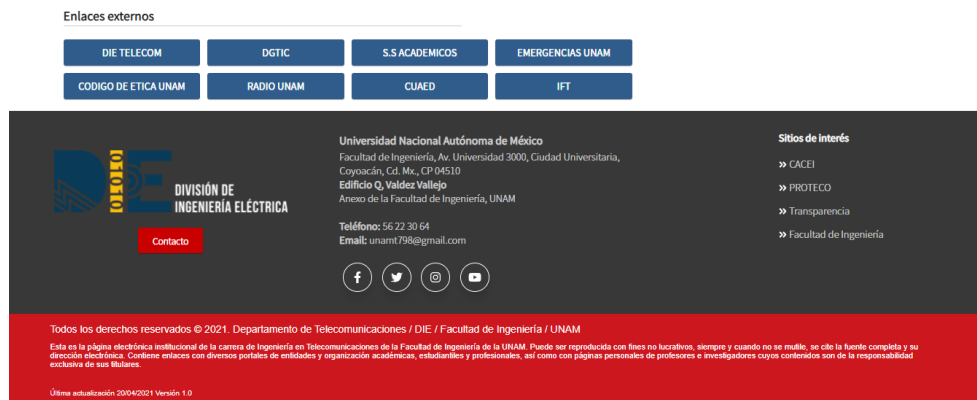 Enlaces externos
DIE TELECOM
DGTIC
S.S ACADEMICOS
EMERGENCIAS UNAM
CODIGO DE ETICA UNAM
RADIO UNAM
CUAED
IFT
DIE
01010
DIVISIÓN DE
INGENIERÍA ELÉCTRICA
Contacto
Universidad Nacional Autónoma de México
Facultad de Ingeniería, Av. Universidad 3000, Ciudad Universitaria,
Coyoacán, Cd. Mx., CP 04510
Edificio Q, Valdez Vallejo
Anexo de la Facultad de Ingeniería, UNAM
Teléfono: 56 22 30 64
Email: unamt798@gmail.com
Sitios de interés
» CACEI
» PROTECO
» Transparencia
» Facultad de Ingeniería
Todos los derechos reservados © 2021. Departamento de Telecomunicaciones / DIE / Facultad de Ingeniería / UNAM
Esta es la página electrónica institucional de la carrera de Ingeniería en Telecomunicaciones de la Facultad de Ingeniería de la UNAM. Puede ser reproducida con fines no lucrativos, siempre y cuando no se mutile, se cite la fuente completa y su
dirección electrónica. Contiene enlaces con diversos portales de entidades y organización académicas, estudiantiles y profesionales, así como con páginas personales de profesores e investigadores cuyos contenidos son de la responsabilidad
exclusiva de sus titulares.
Última actualización 20/04/2021 Versión 1.0